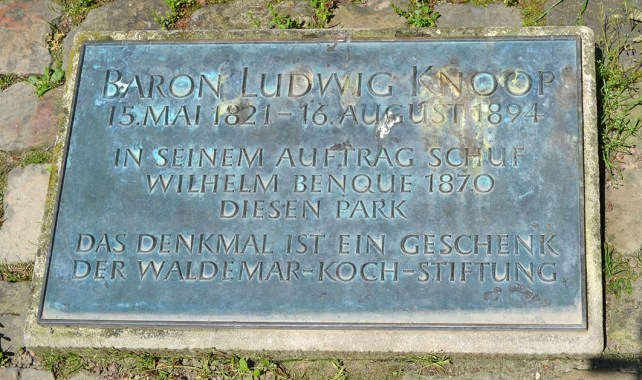 BARON LUDWIG KNOOP
15. MAI 1821 – 16. AUGUST 1894
IN SEINEM AUFTRAG SCHUF
WILHELM BENQUE 1870
DIESEN PARK
DAS DENKMAL IST EIN GESCHENK
DER WALDEMAR-KOCH-STIFTUNG